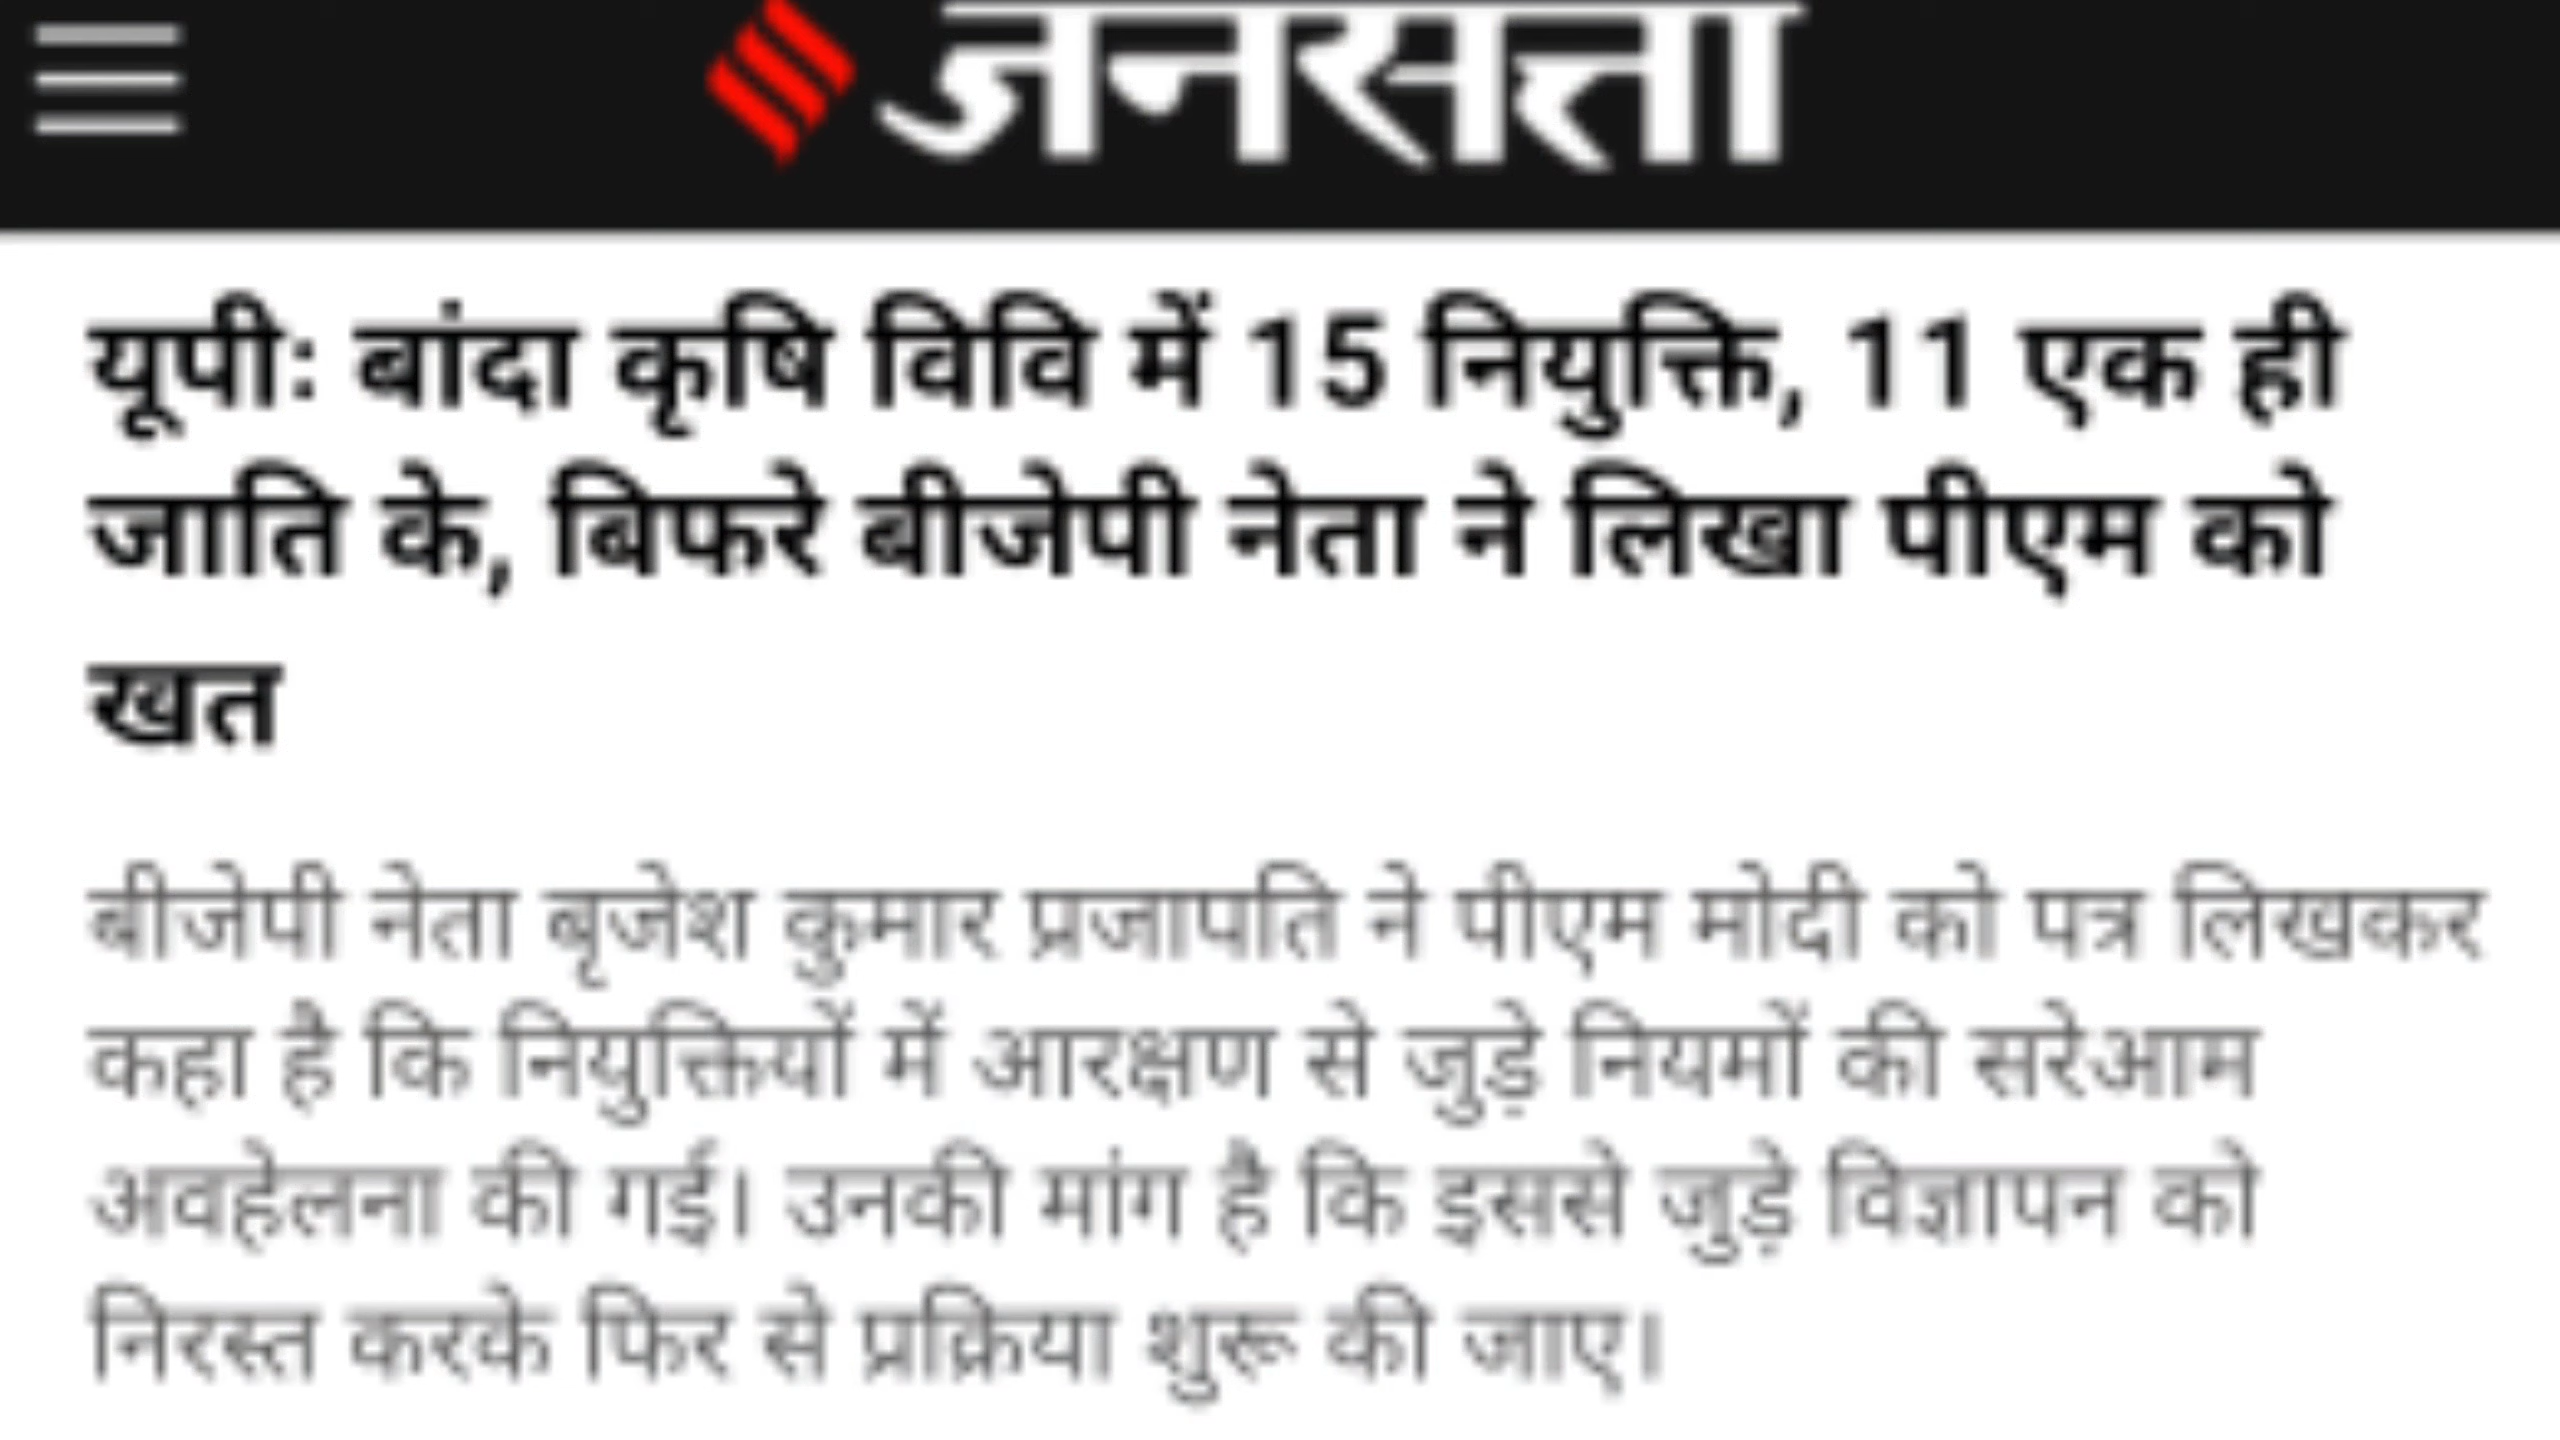 जनसत्ता
यूपीः बांदा कृषि विवि में 15 नियुक्ति, 11 एक ही
जाति के, बिफरे बीजेपी नेता ने लिखा पीएम को
खत
बीजेपी नेता बृजेश कुमार प्रजापति ने पीएम मोदी को पत्र लिखकर
कहा है कि नियुक्तियों में आरक्षण से जुड़े नियमों की सरेआम
अवहेलना की गई। उनकी मांग है कि इससे जुड़े विज्ञापन को
निरस्त करके फिर से प्रक्रिया शुरू की जाए।